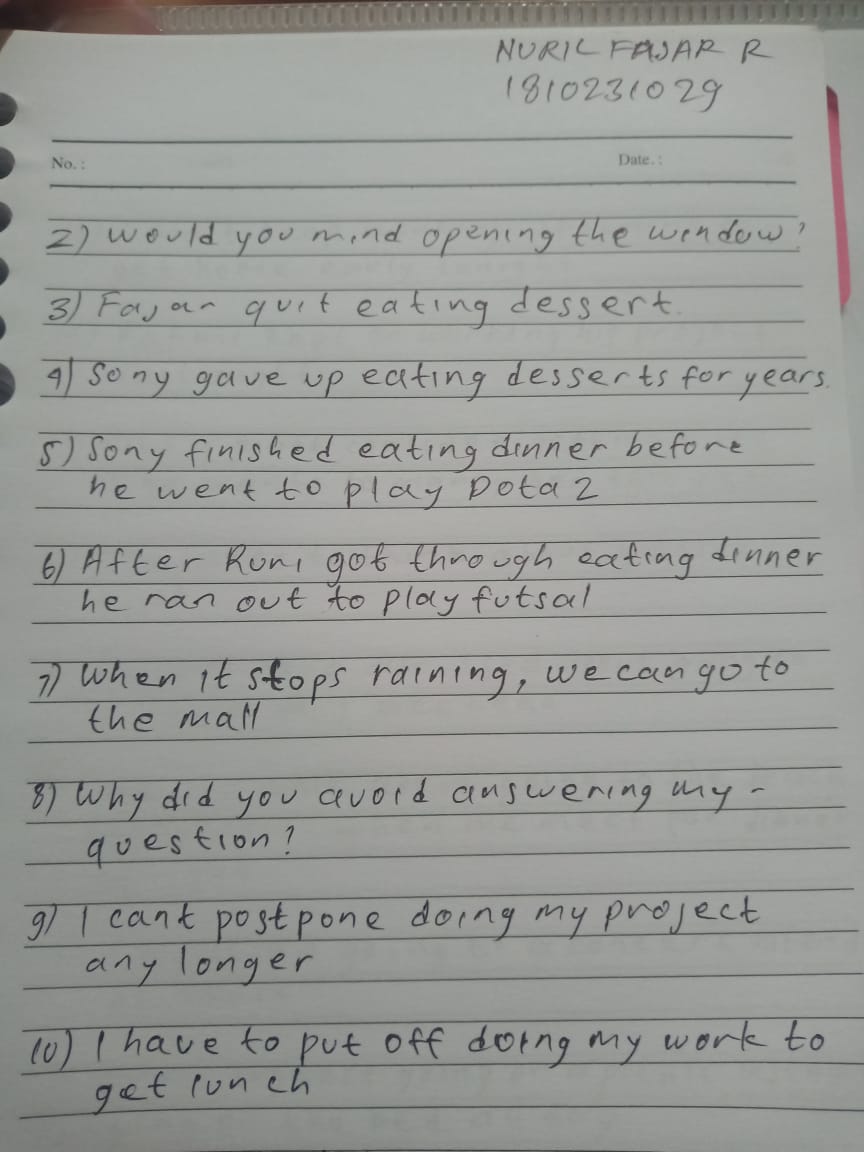 NURIL FAJAR R
1810231029
No. :
Date. :
2) Would you mind opening the window?
3) Fajar quit eating dessert.
4) Sony gave up eating desserts for years.
5) Sony finished eating dinner before
he went to play Dota 2
6) After Runi got through eating dinner
he ran out to play futsal
7) When it stops raining, we can go to
the mall
8) Why did you avoid answering my -
question?
9) I cant postpone doing my project
any longer
10) I have to put off doing my work to
get lunch